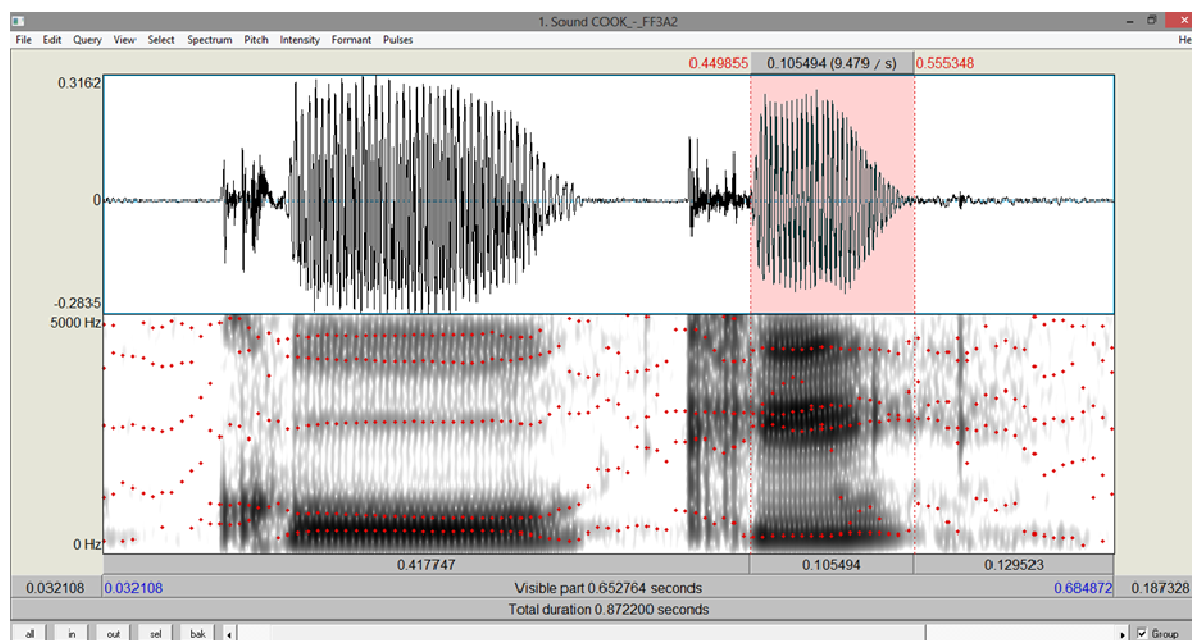 1. Sound COOK_-_FF3A2
File Edit Query View Select Spectrum Pitch Intensity Formant Pulses He
0.449855 0.105494 (9.479 / s) 0.555348
0.3162
0
-0.2835
5000 Hz
0 Hz
0.417747 0.105494 0.129523
0.032108 0.032108 Visible part 0.652764 seconds 0.684872 0.187328
Total duration 0.872200 seconds
all in out sel bak Group